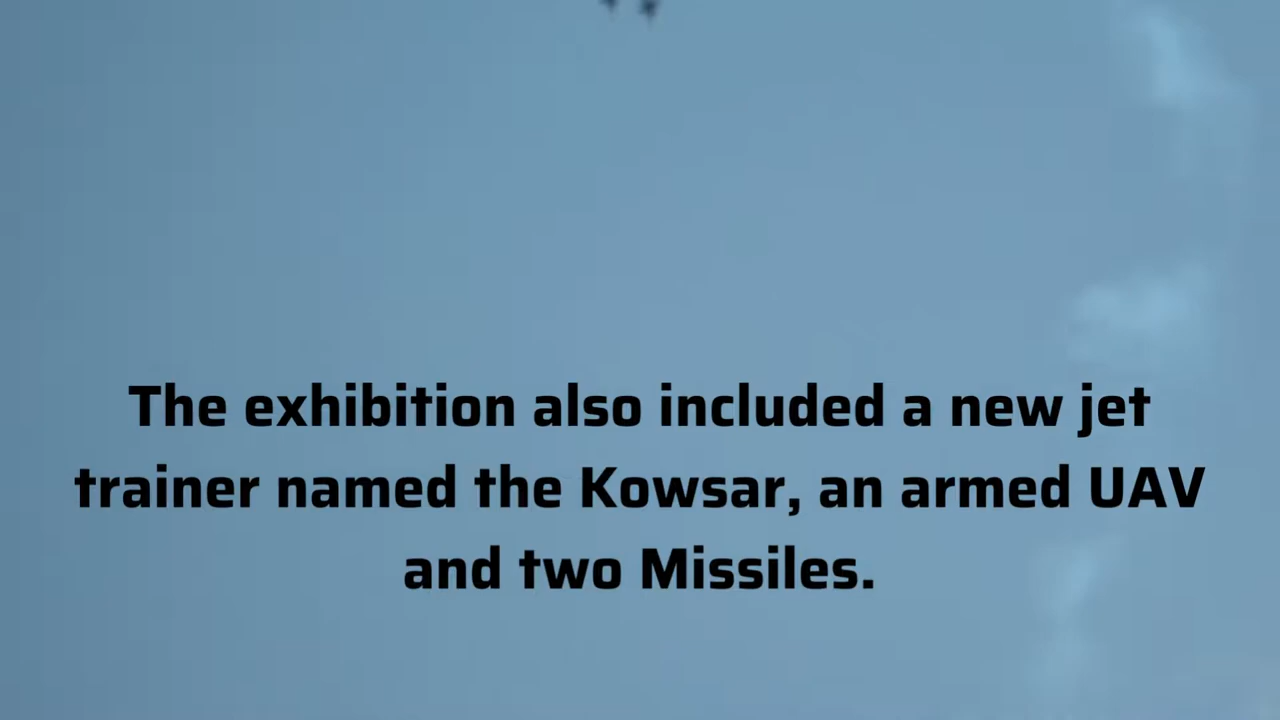 The exhibition also included a new jet
trainer named the Kowsar, an armed UAV
and two Missiles.